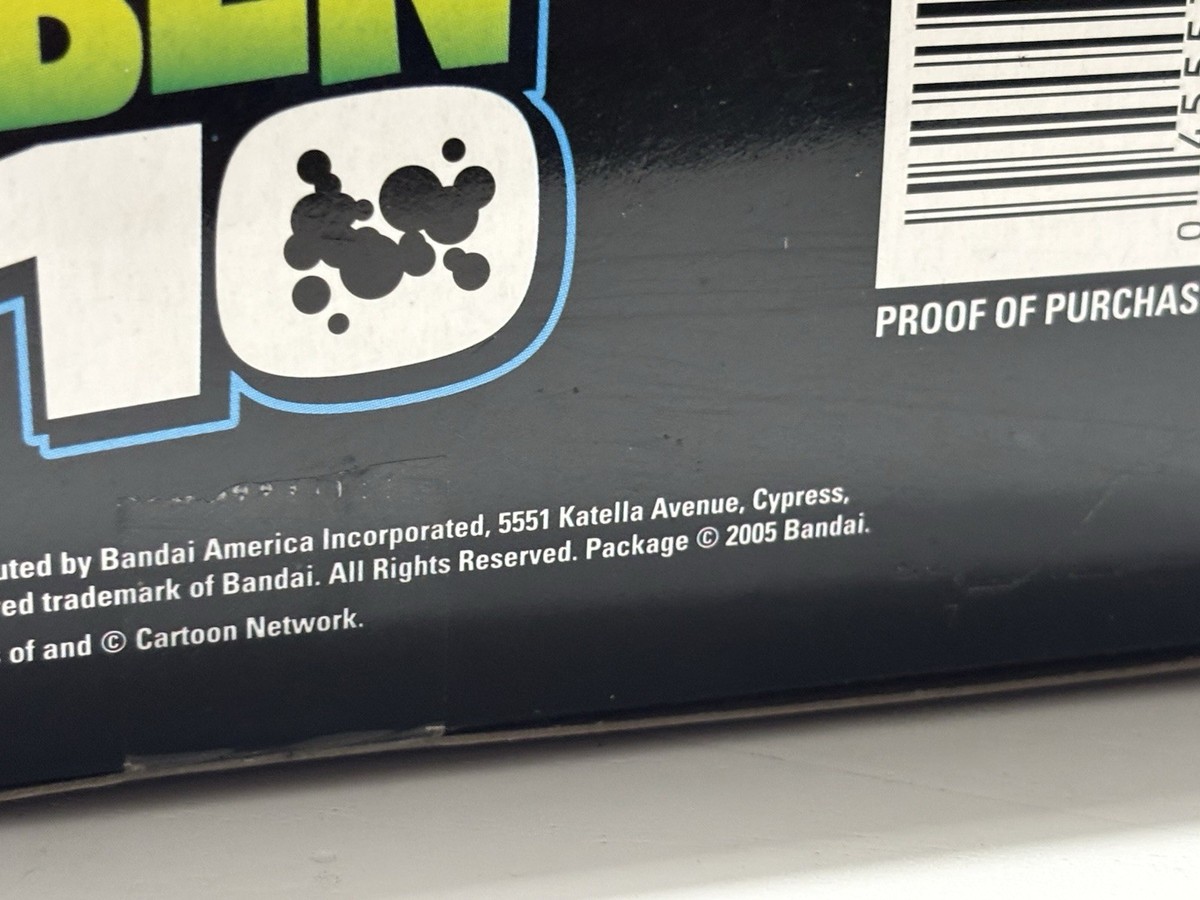 BEN
10
PROOF OF PURCHAS
uted by Bandai America Incorporated, 5551 Katella Avenue, Cypress,
ed trademark of Bandai. All Rights Reserved. Package © 2005 Bandai.
of and © Cartoon Network.